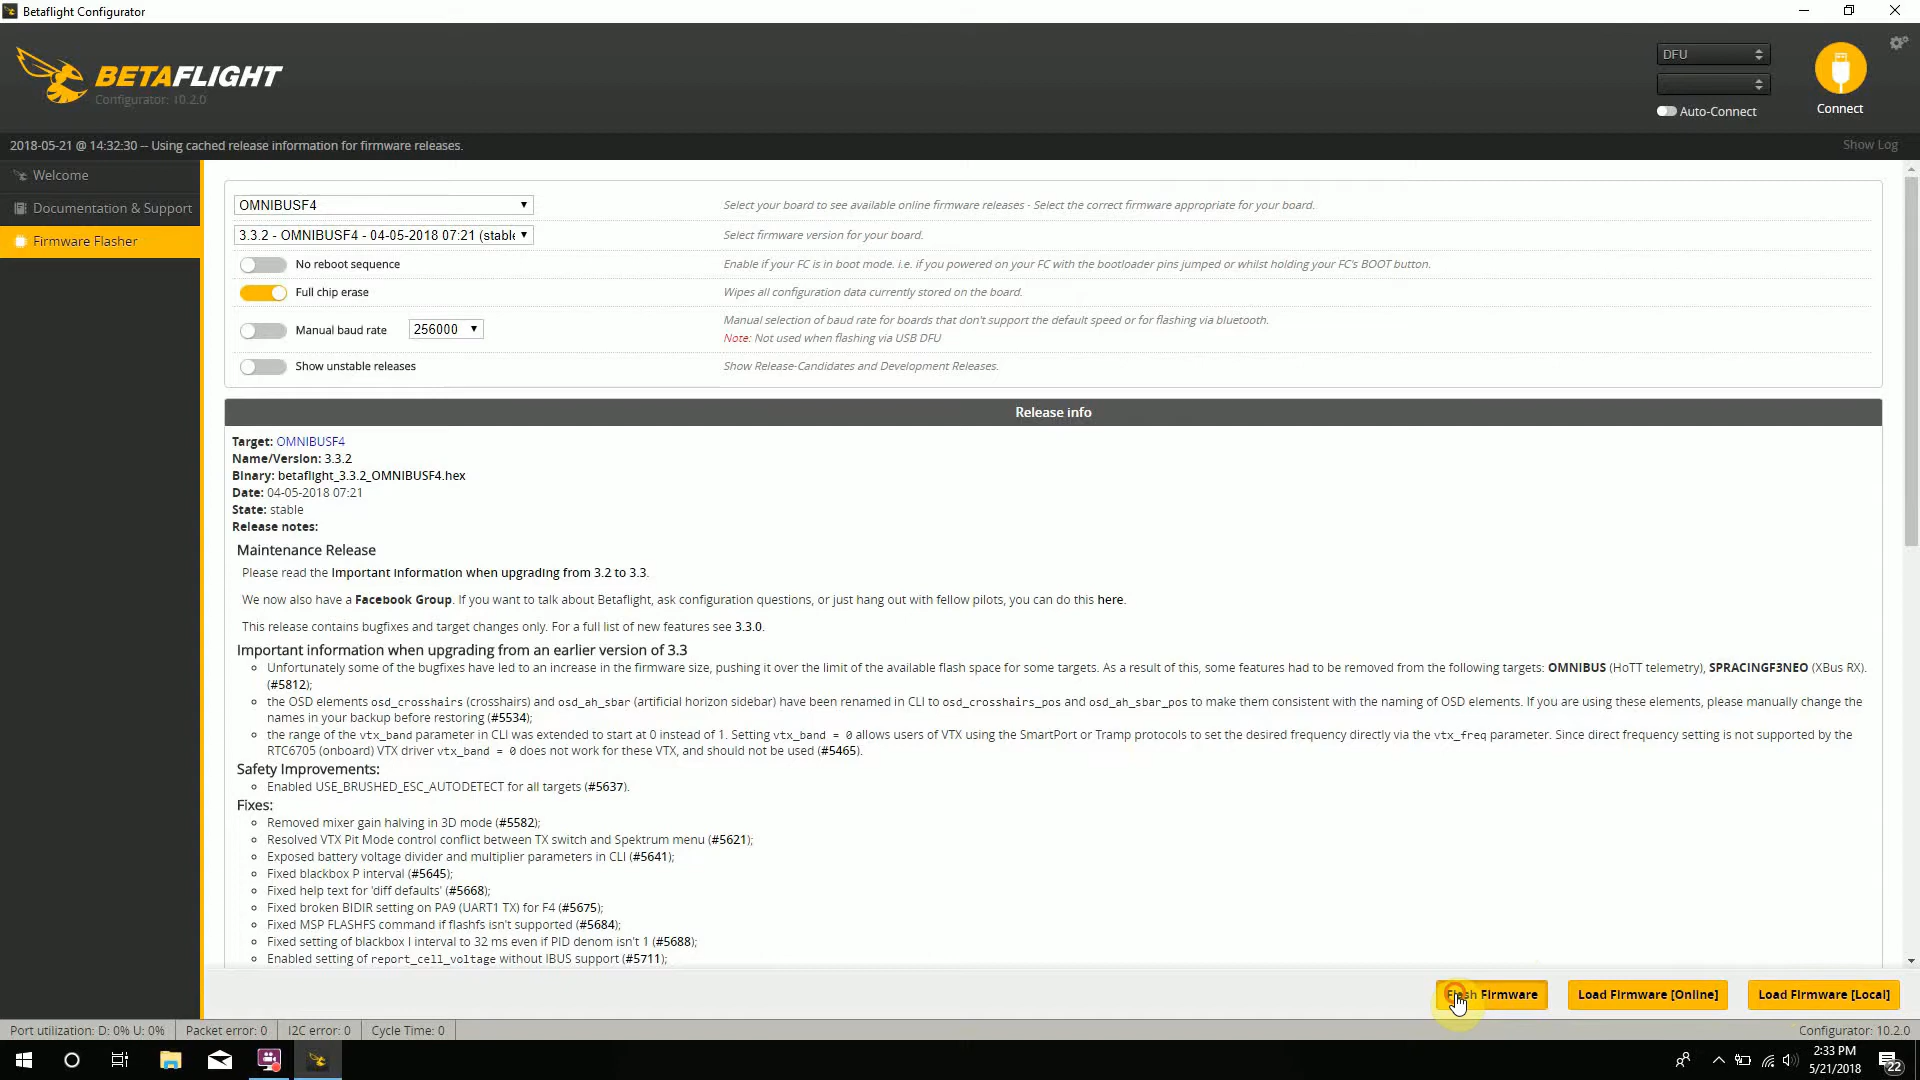 Betaflight Configurator
BETAFLIGHT
Configurator: 10.2.0
DFU
Auto-Connect
Connect
2018-05-21 @ 14:32:30 -- Using cached release information for firmware releases.
Show Log
Welcome
Documentation & Support
Firmware Flasher
OMNIBUSF4
Select your board to see available online firmware releases - Select the correct firmware appropriate for your board.
3.3.2 - OMNIBUSF4 - 04-05-2018 07:21 (stable
Select firmware version for your board.
No reboot sequence
Enable if your FC is in boot mode. i.e. if you powered on your FC with the bootloader pins jumped or whilst holding your FC's BOOT button.
Full chip erase
Wipes all configuration data currently stored on the board.
Manual baud rate 256000
Manual selection of baud rate for boards that don't support the default speed or for flashing via bluetooth.
Note: Not used when flashing via USB DFU
Show unstable releases
Show Release-Candidates and Development Releases.
Release info
Target: OMNIBUSF4
Name/Version: 3.3.2
Binary: betaflight_3.3.2_OMNIBUSF4.hex
Date: 04-05-2018 07:21
State: stable
Release notes:
Maintenance Release
Please read the Important information when upgrading from 3.2 to 3.3.
We now also have a Facebook Group. If you want to talk about Betaflight, ask configuration questions, or just hang out with fellow pilots, you can do this here.
This release contains bugfixes and target changes only. For a full list of new features see 3.3.0.
Important information when upgrading from an earlier version of 3.3
Unfortunately some of the bugfixes have led to an increase in the firmware size, pushing it over the limit of the available flash space for some targets. As a result of this, some features had to be removed from the following targets: OMNIBUS (HoTT telemetry), SPRACINGF3NEO (XBus RX).
(#5812);
the OSD elements osd_crosshairs (crosshairs) and osd_ah_sbar (artificial horizon sidebar) have been renamed in CLI to osd_crosshairs_pos and osd_ah_sbar_pos to make them consistent with the naming of OSD elements. If you are using these elements, please manually change the
names in your backup before restoring (#5534);
the range of the vtx_band parameter in CLI was extended to start at 0 instead of 1. Setting vtx_band = 0 allows users of VTX using the SmartPort or Tramp protocols to set the desired frequency directly via the vtx_freq parameter. Since direct frequency setting is not supported by the
RTC6705 (onboard) VTX driver vtx_band = 0 does not work for these VTX, and should not be used (#5465).
Safety Improvements:
Enabled USE_BRUSHED_ESC_AUTODETECT for all targets (#5637).
Fixes:
Removed mixer gain halving in 3D mode (#5582);
Resolved VTX Pit Mode control conflict between TX switch and Spektrum menu (#5621);
Exposed battery voltage divider and multiplier parameters in CLI (#5641);
Fixed blackbox P interval (#5645);
Fixed help text for 'diff defaults' (#5668);
Fixed broken BIDIR setting on PA9 (UART1 TX) for F4 (#5675);
Fixed MSP FLASHFS command if flashfs isn't supported (#5684);
Fixed setting of blackbox I interval to 32 ms even if PID denom isn't 1 (#5688);
Enabled setting of report_cell_voltage without IBUS support (#5711);
Firmware
Load Firmware [Online]
Load Firmware [Local]
Port utilization: D: 0% U: 0%
Packet error: 0
I2C error: 0
Cycle Time: 0
Configurator: 10.2.0
2:33 PM
5/21/2018
22